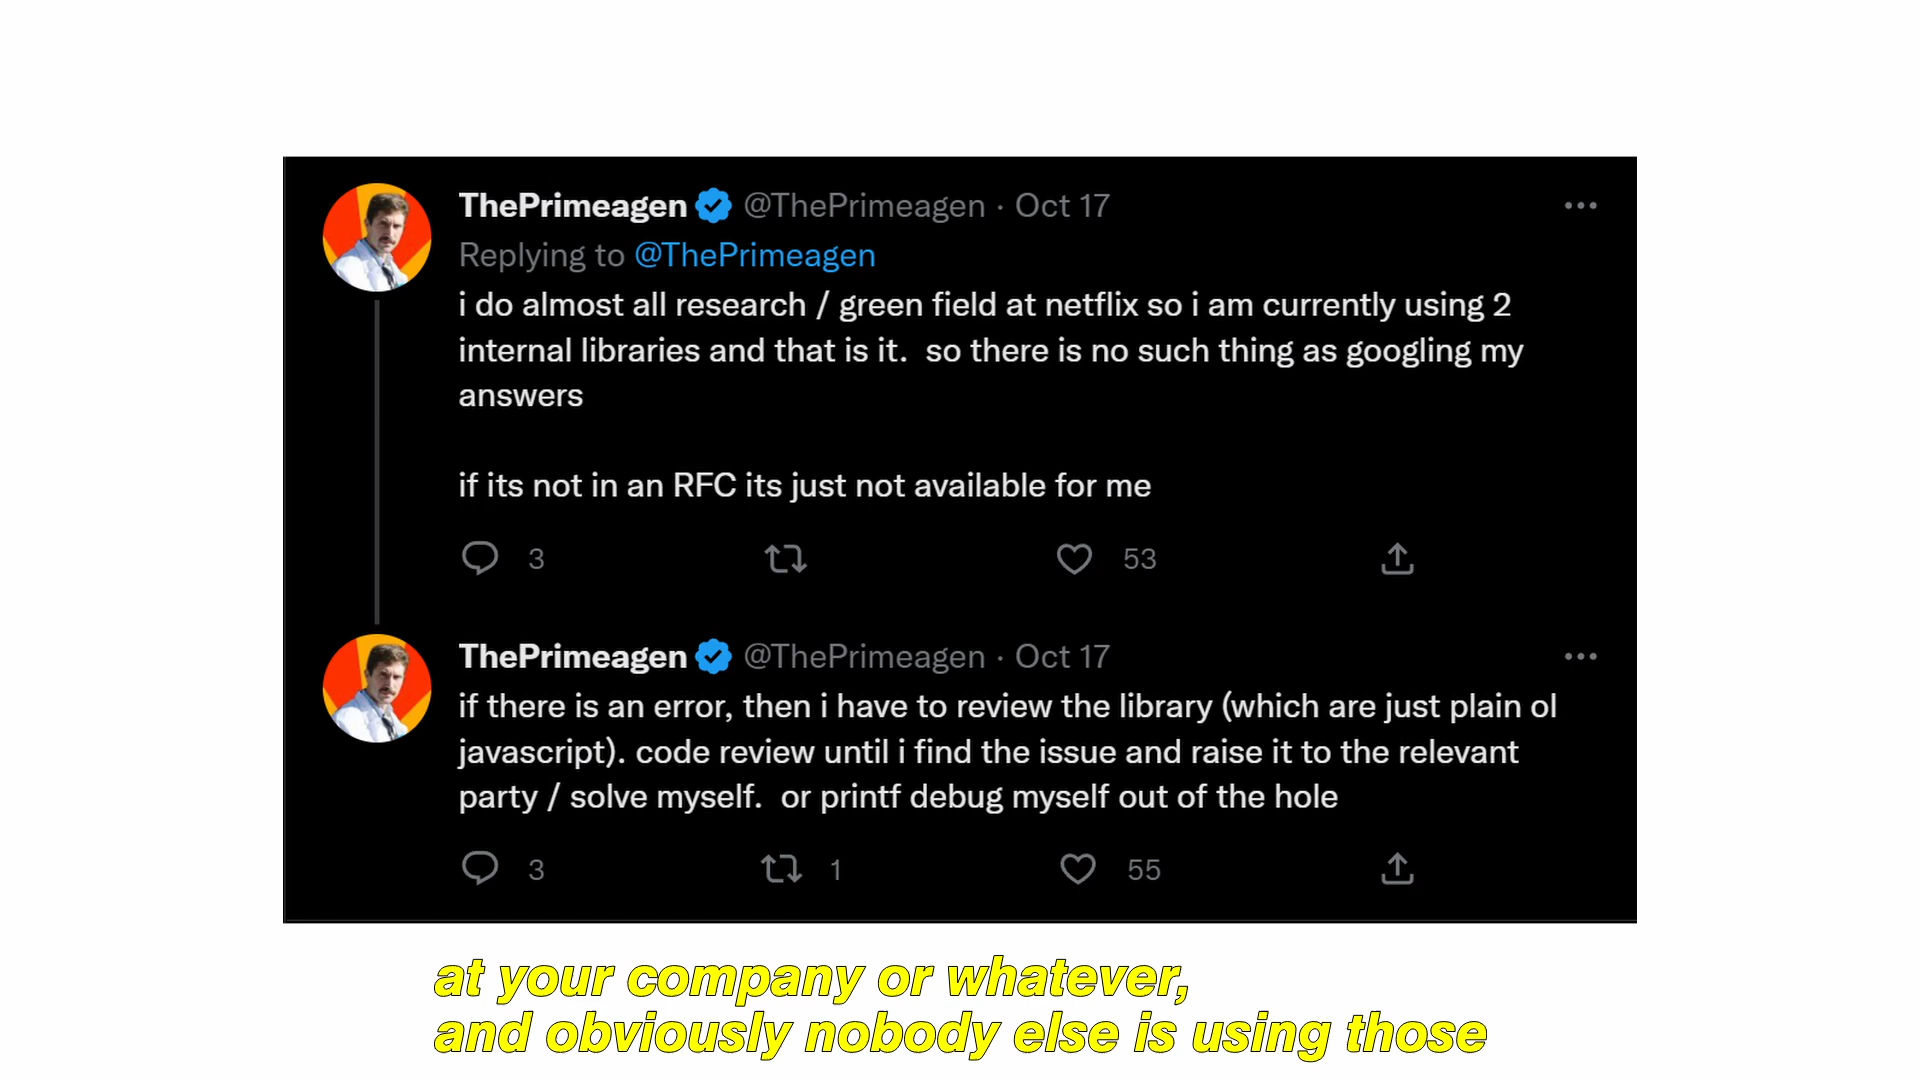 ThePrimeagen @ThePrimeagen · Oct 17
Replying to @ThePrimeagen
i do almost all research / green field at netflix so i am currently using 2
internal libraries and that is it.  so there is no such thing as googling my
answers
if its not in an RFC its just not available for me
3 53
ThePrimeagen @ThePrimeagen · Oct 17
if there is an error, then i have to review the library (which are just plain ol
javascript). code review until i find the issue and raise it to the relevant
party / solve myself.  or printf debug myself out of the hole
3 1 55
at your company or whatever,
and obviously nobody else is using those